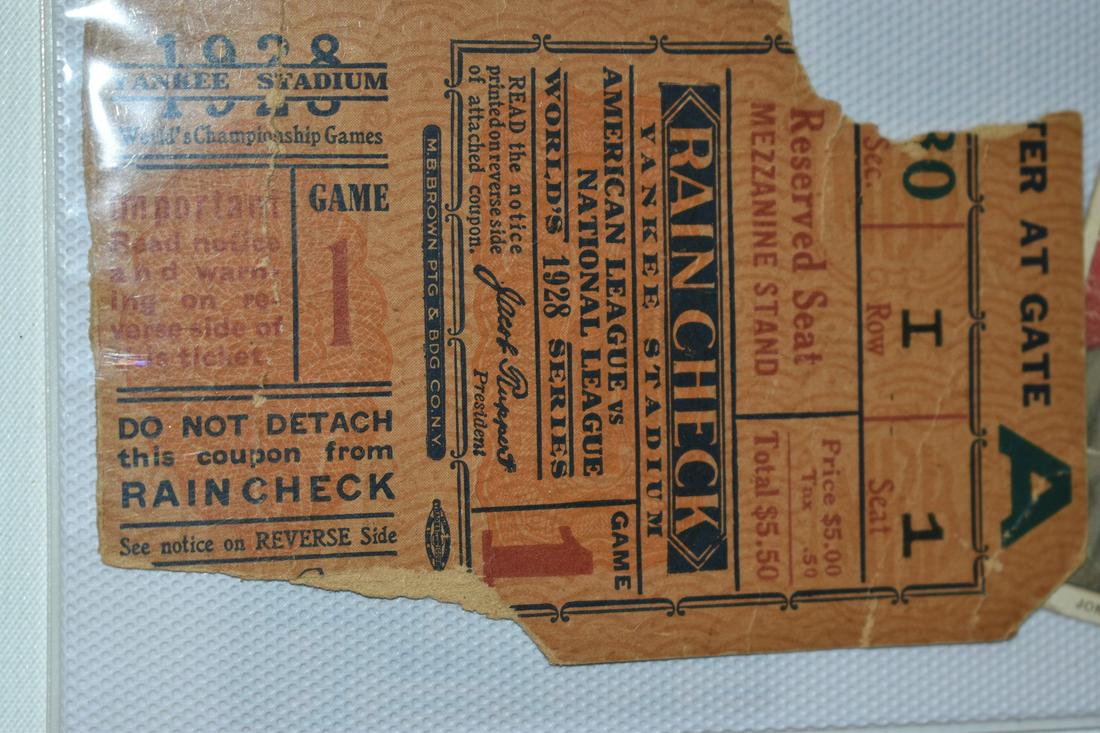 1928
YANKEE STADIUM
1928
World's Championship Games
GAME
1
Important
Read notice
and warn-
ing on re-
verse side of
this ticket.
DO NOT DETACH
this coupon from
RAIN CHECK
See notice on REVERSE Side
M.B.BROWN PTG & BDG CO.N.Y.
TER AT GATE
A
Sec.
Row
I
Seat
1
Reserved Seat
MEZZANINE STAND
Price $5.00
Tax .50
Total $5.50
RAIN CHECK
YANKEE STADIUM
AMERICAN LEAGUE VS
NATIONAL LEAGUE
WORLD'S 1928 SERIES
GAME
1
READ the notice
printed on reverse side
of attached coupon.
Jacob Ruppert
President